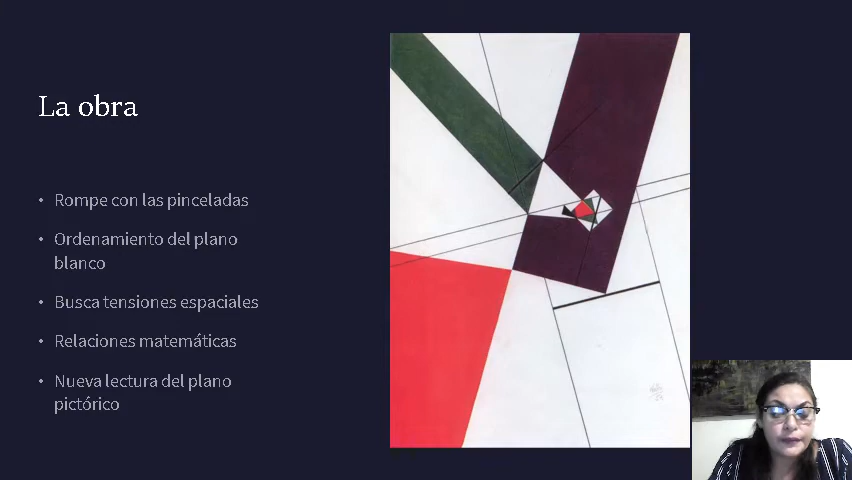 La obra
• Rompe con las pinceladas
• Ordenamiento del plano
blanco
• Busca tensiones espaciales
• Relaciones matemáticas
• Nueva lectura del plano
pictórico